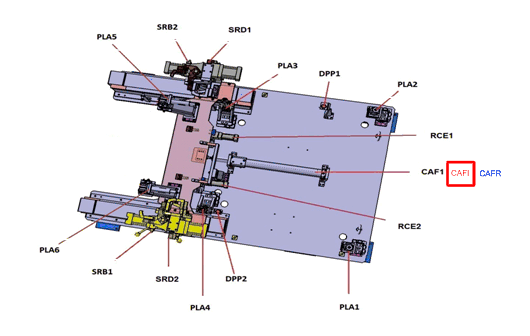 SRB2
SRD1
PLA5
PLA3
DPP1
PLA2
RCE1
CAF1 CAFI CAFR
RCE2
PLA6
SRB1
SRD2
DPP2
PLA4
PLA1